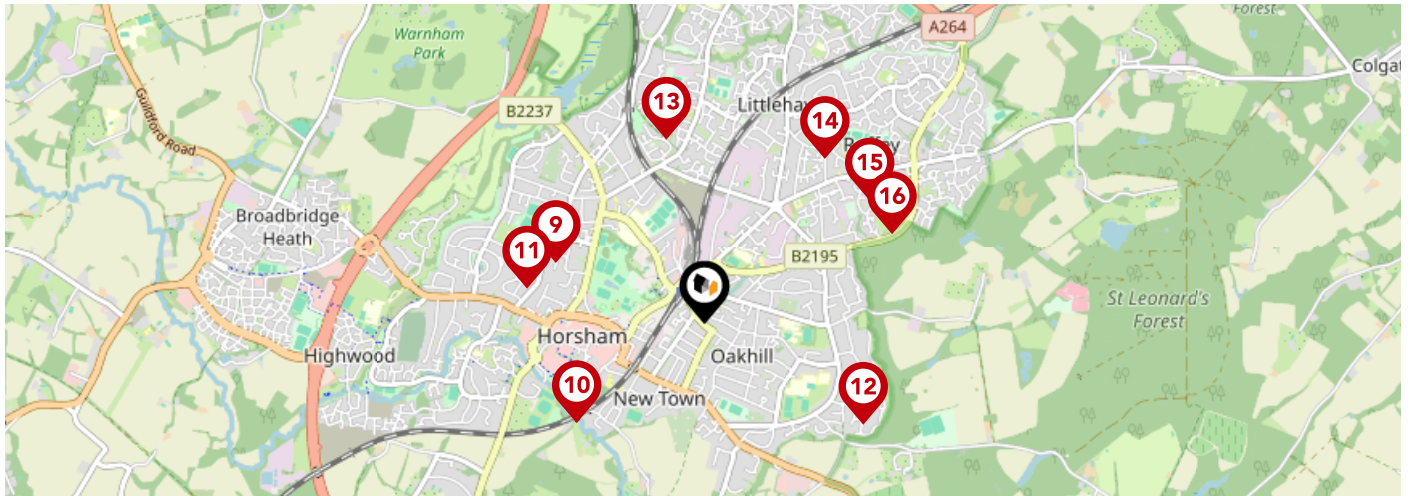 Forest
Warnham
Park
A264
Colgat
B2237
13
Littleha
14
Guildford Road
15
16
Broadbridge
Heath
9
11
B2195
St Leonard's
Forest
Horsham
Highwood
Oakhill
10
12
New Town